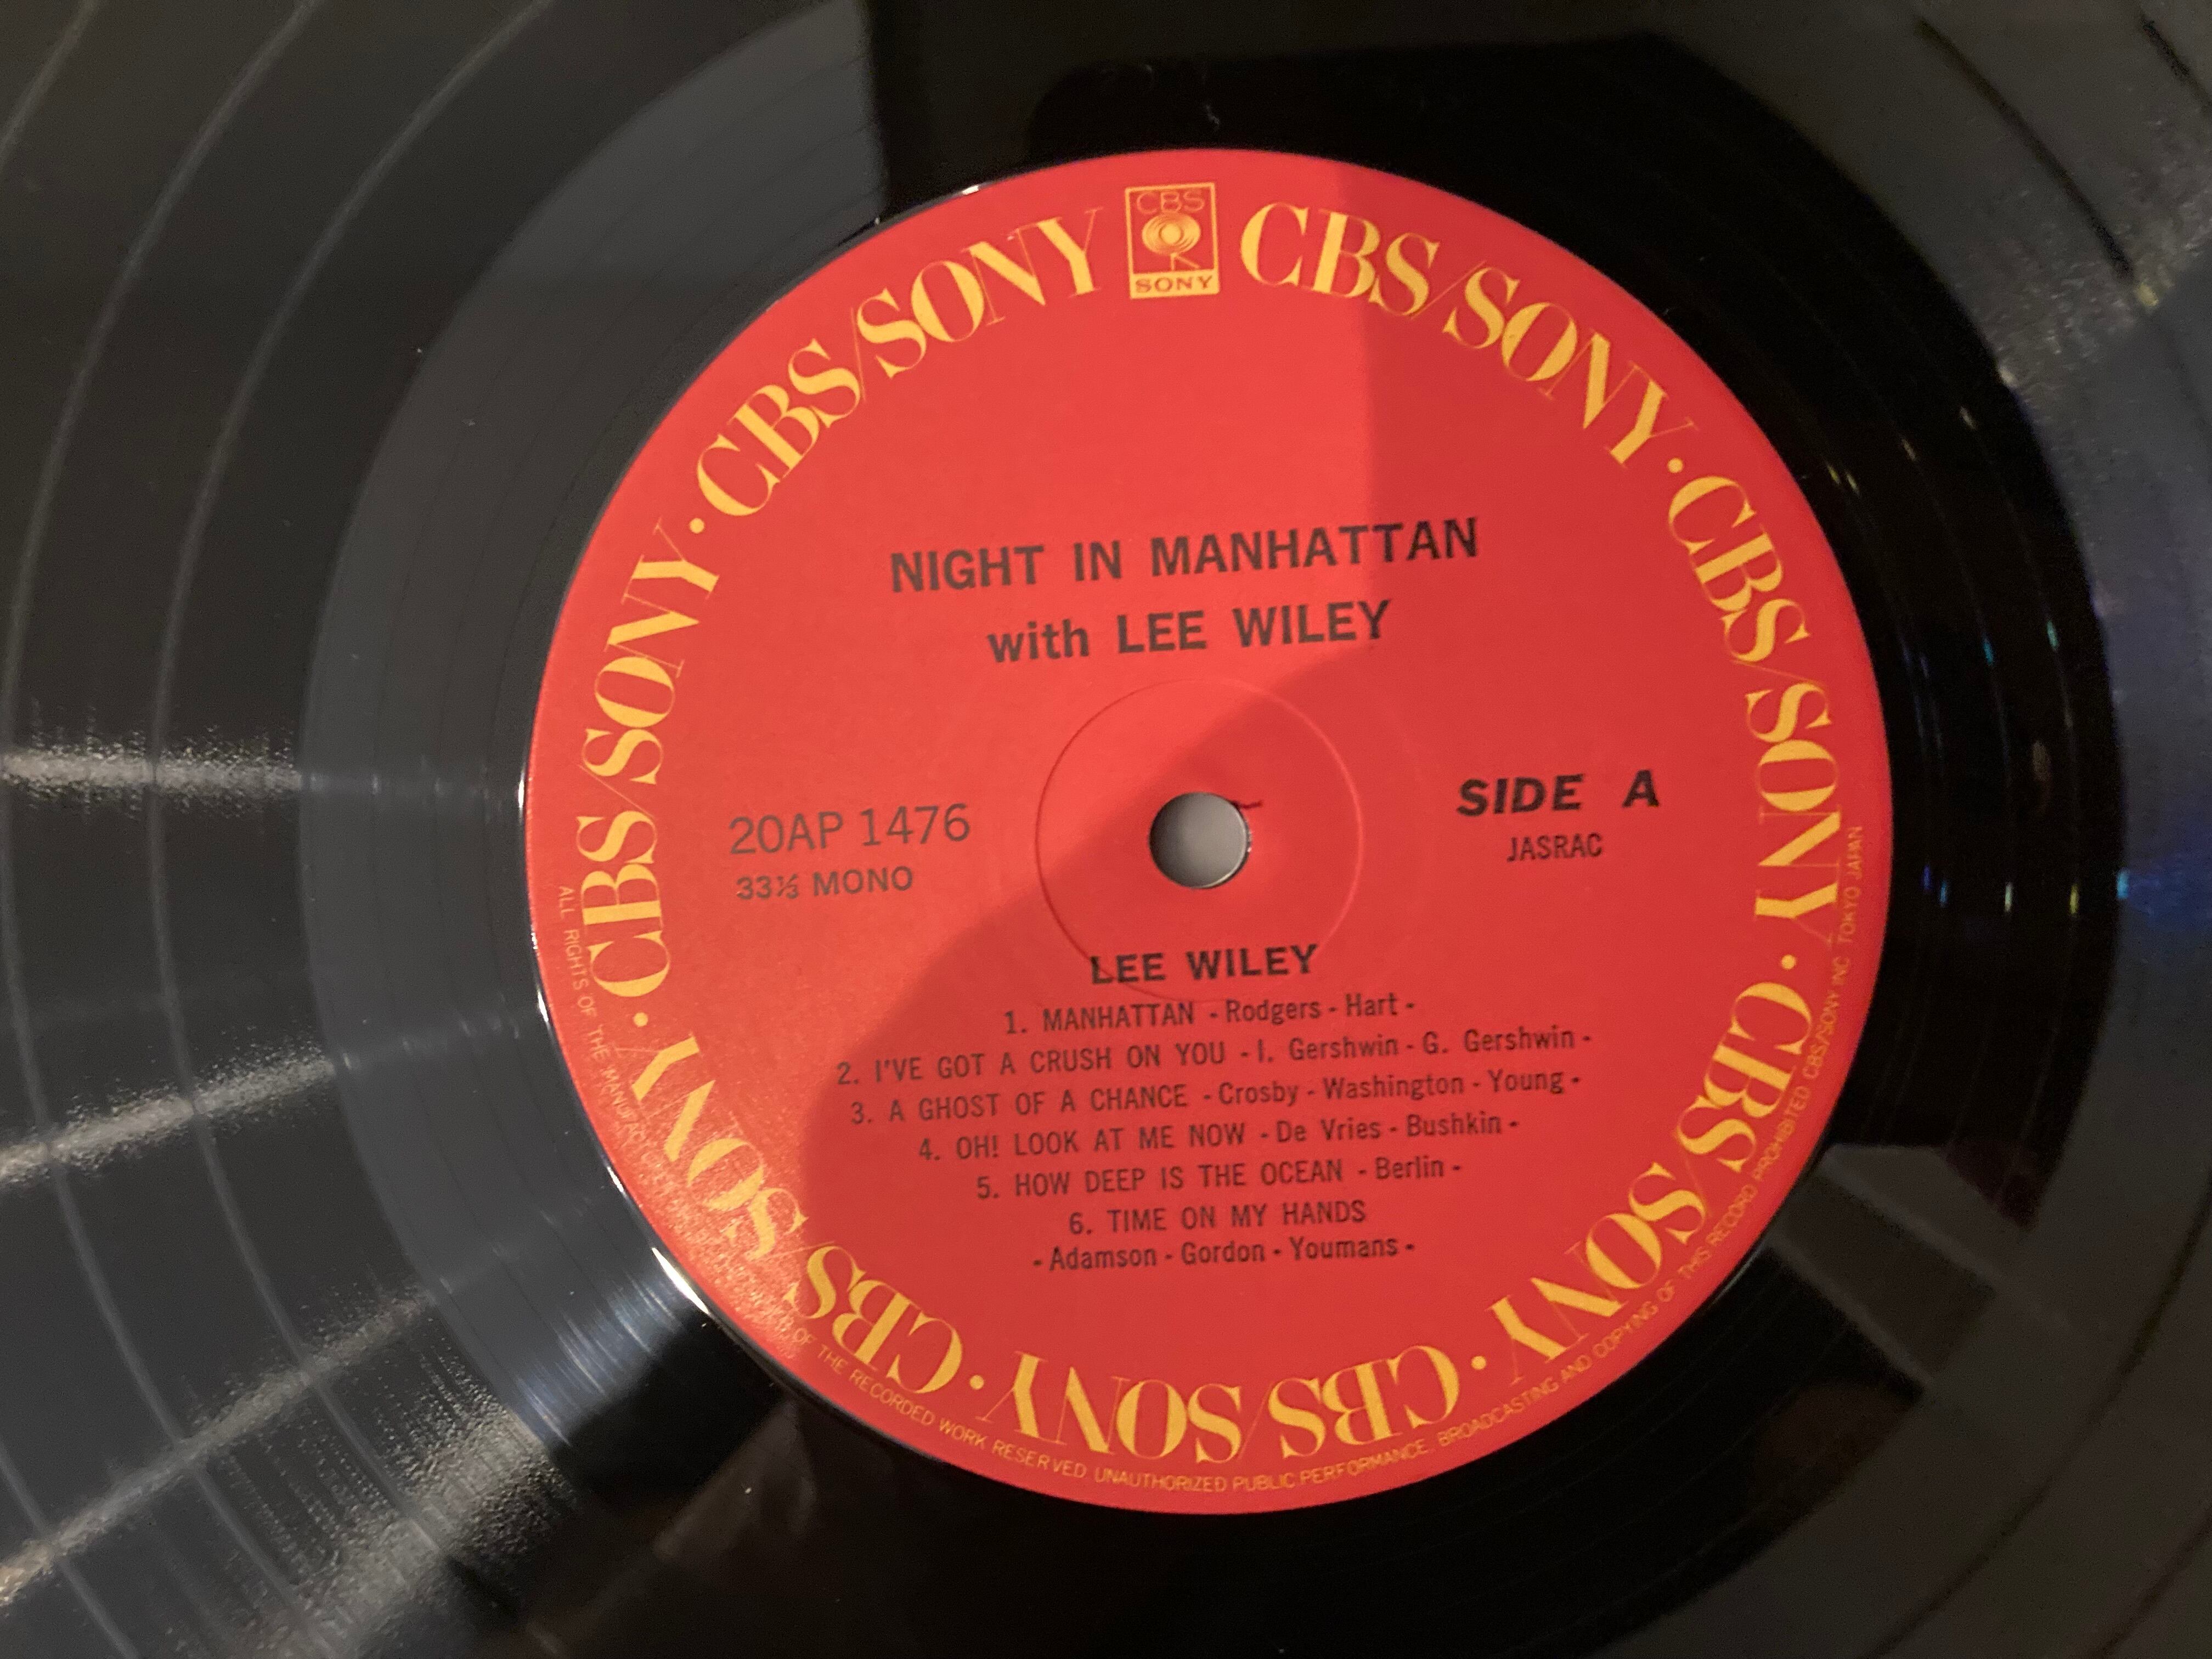 CBS
SONY
CBS/SONY · CBS/SONY · CBS/SONY · CBS/SONY · CBS/SONY · CBS/SONY · CBS/SONY
NIGHT IN MANHATTAN
with LEE WILEY
20AP 1476
33⅓ MONO
SIDE A
JASRAC
LEE WILEY
1. MANHATTAN - Rodgers - Hart -
2. I'VE GOT A CRUSH ON YOU - I. Gershwin - G. Gershwin -
3. A GHOST OF A CHANCE - Crosby - Washington - Young -
4. OH! LOOK AT ME NOW - De Vries - Bushkin -
5. HOW DEEP IS THE OCEAN - Berlin -
6. TIME ON MY HANDS
- Adamson - Gordon - Youmans -
ALL RIGHTS OF THE OF THE RECORDED WORK RESERVED UNAUTHORIZED PUBLIC PERFORMANCE, BROADCASTING AND COPYING OF THIS RECORD PROHIBITED CBS/SONY INC. TOKYO JAPAN